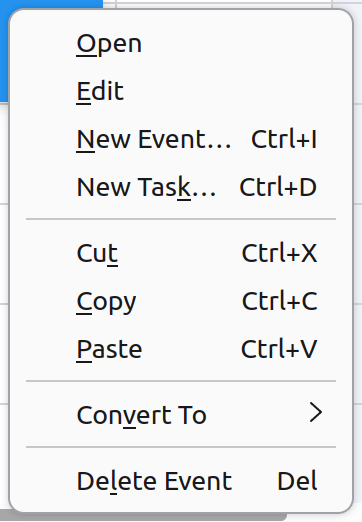 Open
Edit
New Event… Ctrl+I
New Task… Ctrl+D
Cut Ctrl+X
Copy Ctrl+C
Paste Ctrl+V
Convert To
Delete Event Del